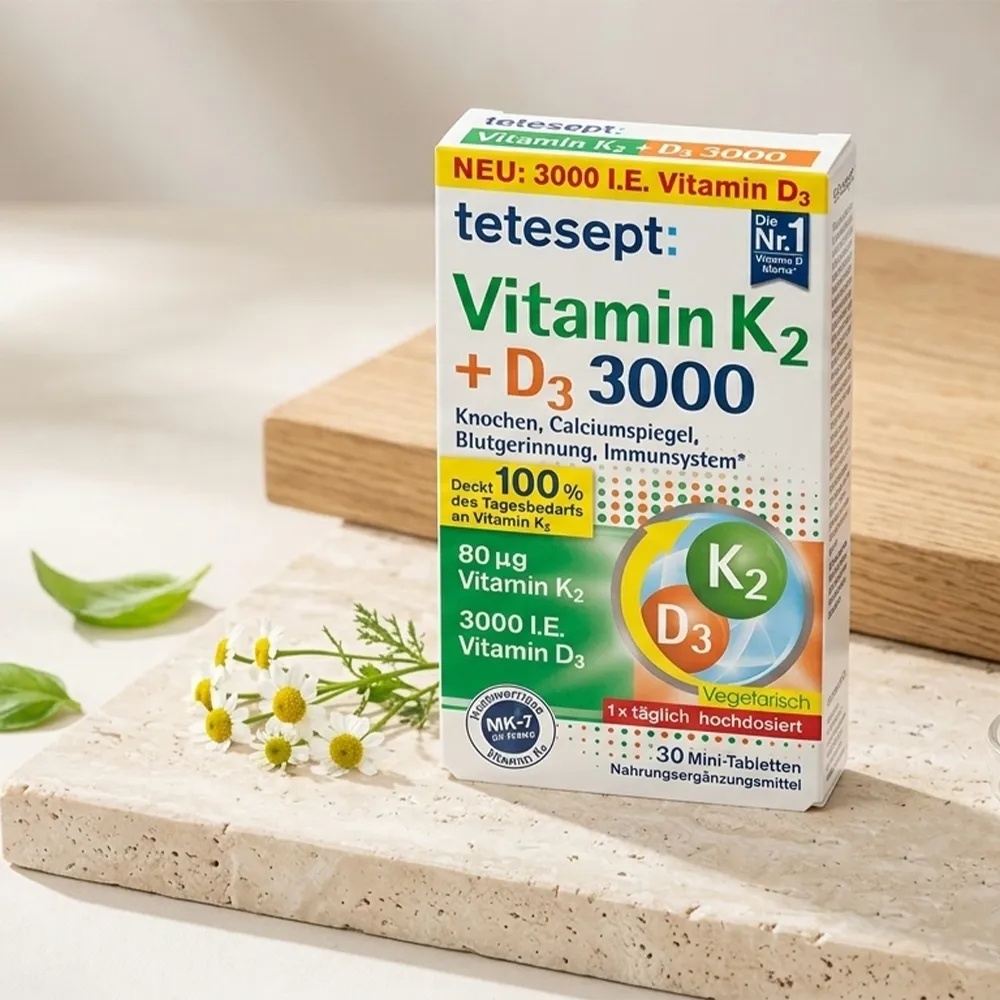 tetesept:
Vitamin K₂ + D₃ 3000
NEU: 3000 I.E. Vitamin D₃
tetesept:
Die
Nr.1
Vitamin K₂
+ D₃ 3000
Knochen, Calciumspiegel,
Blutgerinnung, Immunsystem*
Deckt 100%
des Tagesbedarfs
an Vitamin
80 µg
Vitamin K₂
3000 I.E.
Vitamin D₃
K₂
D₃
Vegetarisch
1x täglich hochdosiert
MK-7
30 Mini-Tabletten
Nahrungsergänzungsmittel